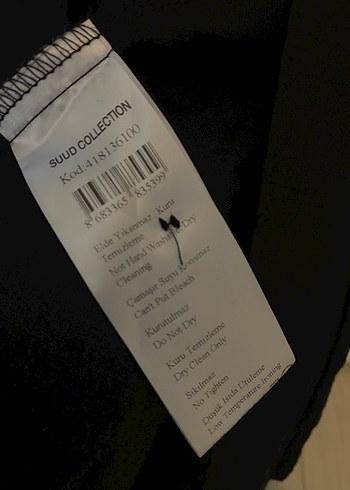 SUUD COLLECTION
Kod:418136100
8 683365 835399
Elde Yıkanmaz Kuru
Temizleme
Not Hand Washable Dry
Cleaning
Çamaşır Suyu Konamaz
Can't Put Bleach
Kurutulmaz
Do Not Dry
Kuru Temizleme
Dry Clean Only
Sıkılmaz
No Tighten
Düşük Isıda Ütüleme
Low Temperature Ironing